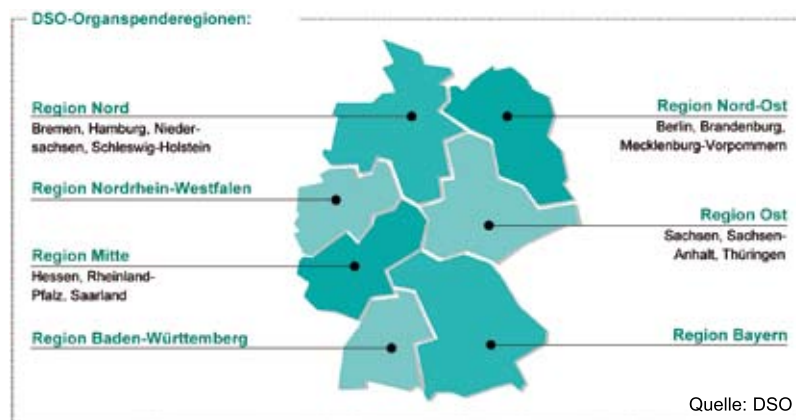 DSO-Organspenderegionen:
Region Nord
Bremen, Hamburg, Nieder-
sachsen, Schleswig-Holstein
Region Nordrhein-Westfalen
Region Mitte
Hessen, Rheinland-
Pfalz, Saarland
Region Baden-Württemberg
Region Nord-Ost
Berlin, Brandenburg,
Mecklenburg-Vorpommern
Region Ost
Sachsen, Sachsen-
Anhalt, Thüringen
Region Bayern
Quelle: DSO